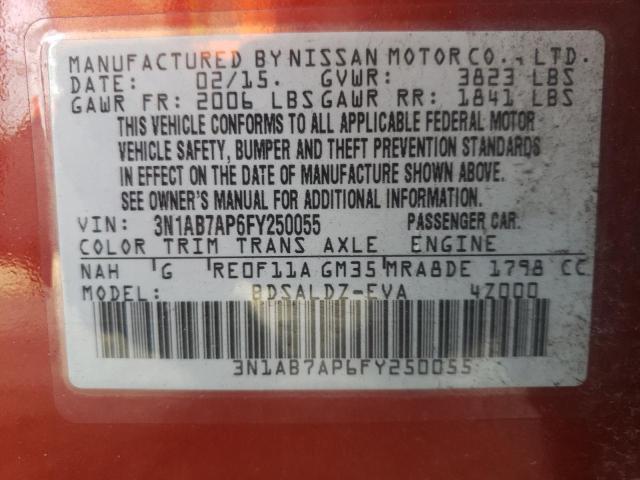 MANUFACTURED BY NISSAN MOTOR CO., LTD.
DATE: 02/15. GVWR: 3823 LBS
GAWR FR: 2006 LBS GAWR RR: 1841 LBS
THIS VEHICLE CONFORMS TO ALL APPLICABLE FEDERAL MOTOR
VEHICLE SAFETY, BUMPER AND THEFT PREVENTION STANDARDS
IN EFFECT ON THE DATE OF MANUFACTURE SHOWN ABOVE.
SEE OWNER'S MANUAL FOR ADDITIONAL INFORMATION.
VIN: 3N1AB7AP6FY250055 PASSENGER CAR.
COLOR TRIM TRANS AXLE ENGINE
NAH G RE0F11A GM35 MRA8DE 1798 CC
MODEL: BDSALDZ-EVA 4Z000
3N1AB7AP6FY250055